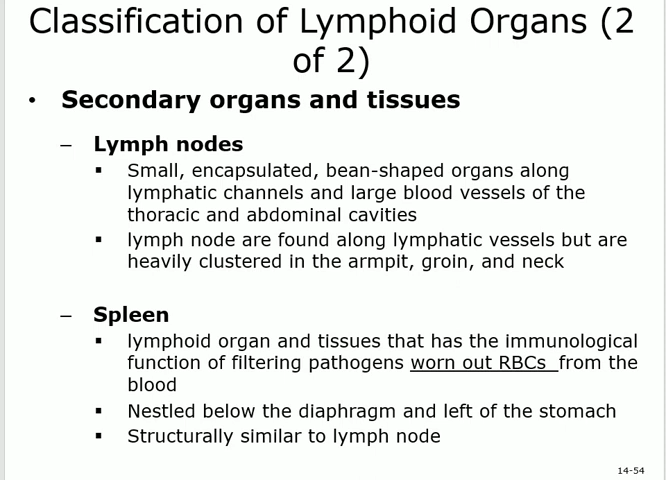 Classification of Lymphoid Organs (2
of 2)
• Secondary organs and tissues
– Lymph nodes
▪ Small, encapsulated, bean-shaped organs along
lymphatic channels and large blood vessels of the
thoracic and abdominal cavities
▪ lymph node are found along lymphatic vessels but are
heavily clustered in the armpit, groin, and neck
– Spleen
▪ lymphoid organ and tissues that has the immunological
function of filtering pathogens worn out RBCs from the
blood
▪ Nestled below the diaphragm and left of the stomach
▪ Structurally similar to lymph node
14-54